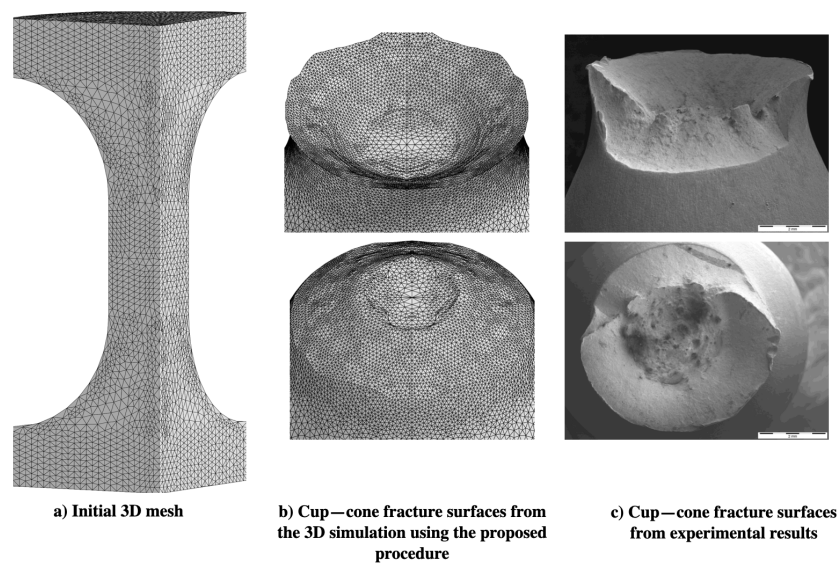 a) Initial 3D mesh
b) Cup—cone fracture surfaces from
the 3D simulation using the proposed
procedure
c) Cup—cone fracture surfaces
from experimental results